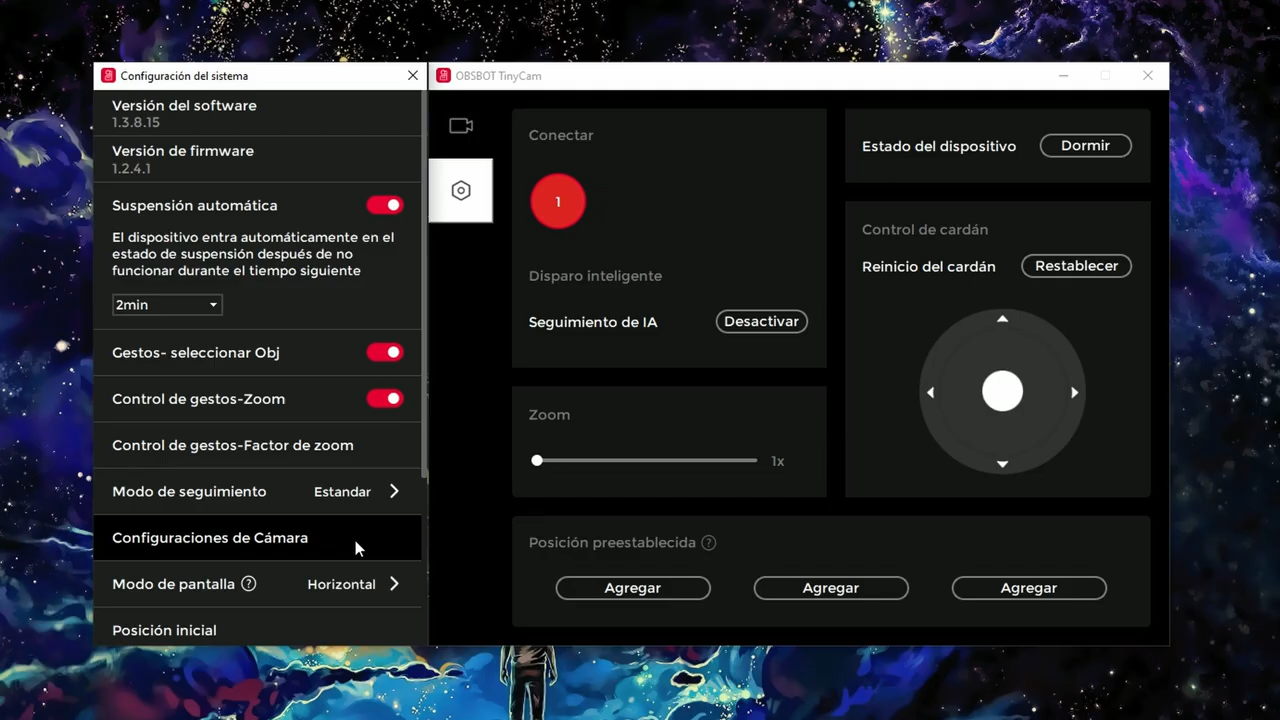 Configuración del sistema
Versión del software
1.3.8.15
Versión de firmware
1.2.4.1
Suspensión automática
El dispositivo entra automáticamente en el
estado de suspensión después de no
funcionar durante el tiempo siguiente
2min
Gestos- seleccionar Obj
Control de gestos-Zoom
Control de gestos-Factor de zoom
Modo de seguimiento Estandar
Configuraciones de Cámara
Modo de pantalla ? Horizontal
Posición inicial
OBSBOT TinyCam
Conectar
1
Disparo inteligente
Seguimiento de IA Desactivar
Zoom
1x
Estado del dispositivo Dormir
Control de cardán
Reinicio del cardán Restablecer
Posición preestablecida ?
Agregar Agregar Agregar